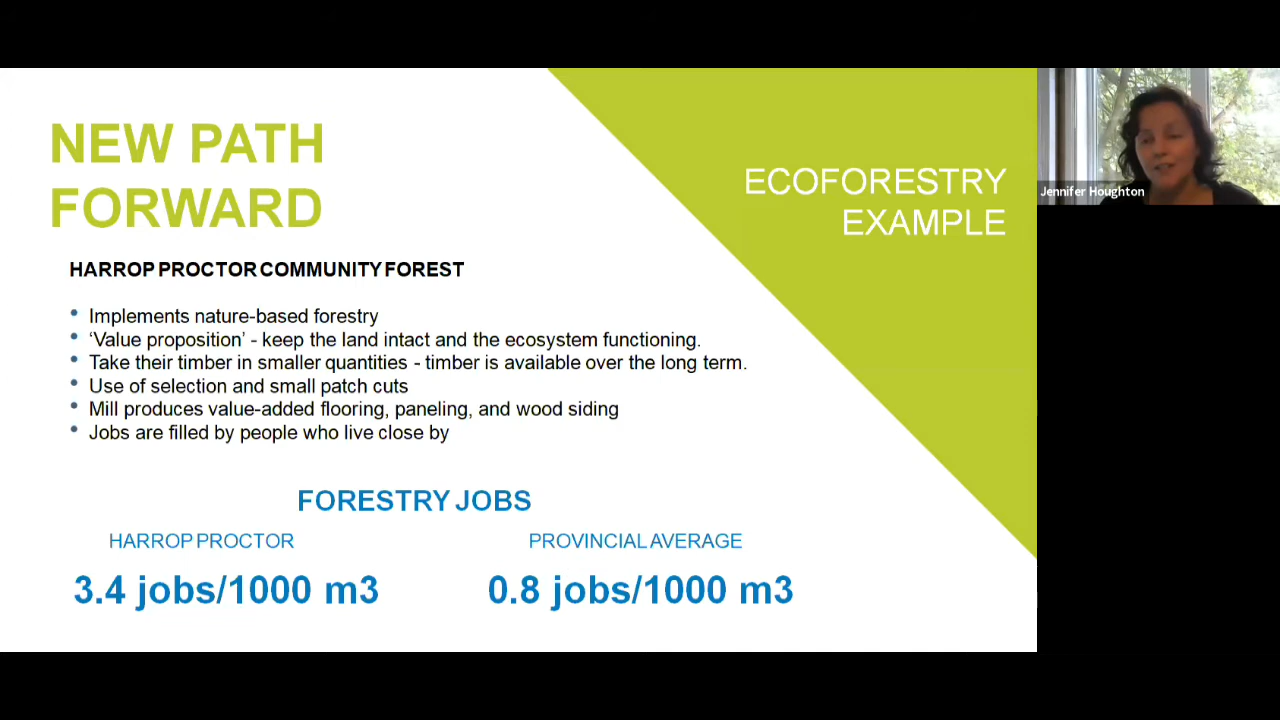 NEW PATH
FORWARD
ECOFORESTRY
EXAMPLE
Jennifer Houghton
HARROP PROCTOR COMMUNITY FOREST
• Implements nature-based forestry
• ‘Value proposition’ - keep the land intact and the ecosystem functioning.
• Take their timber in smaller quantities - timber is available over the long term.
• Use of selection and small patch cuts
• Mill produces value-added flooring, paneling, and wood siding
• Jobs are filled by people who live close by
FORESTRY JOBS
HARROP PROCTOR
PROVINCIAL AVERAGE
3.4 jobs/1000 m3
0.8 jobs/1000 m3